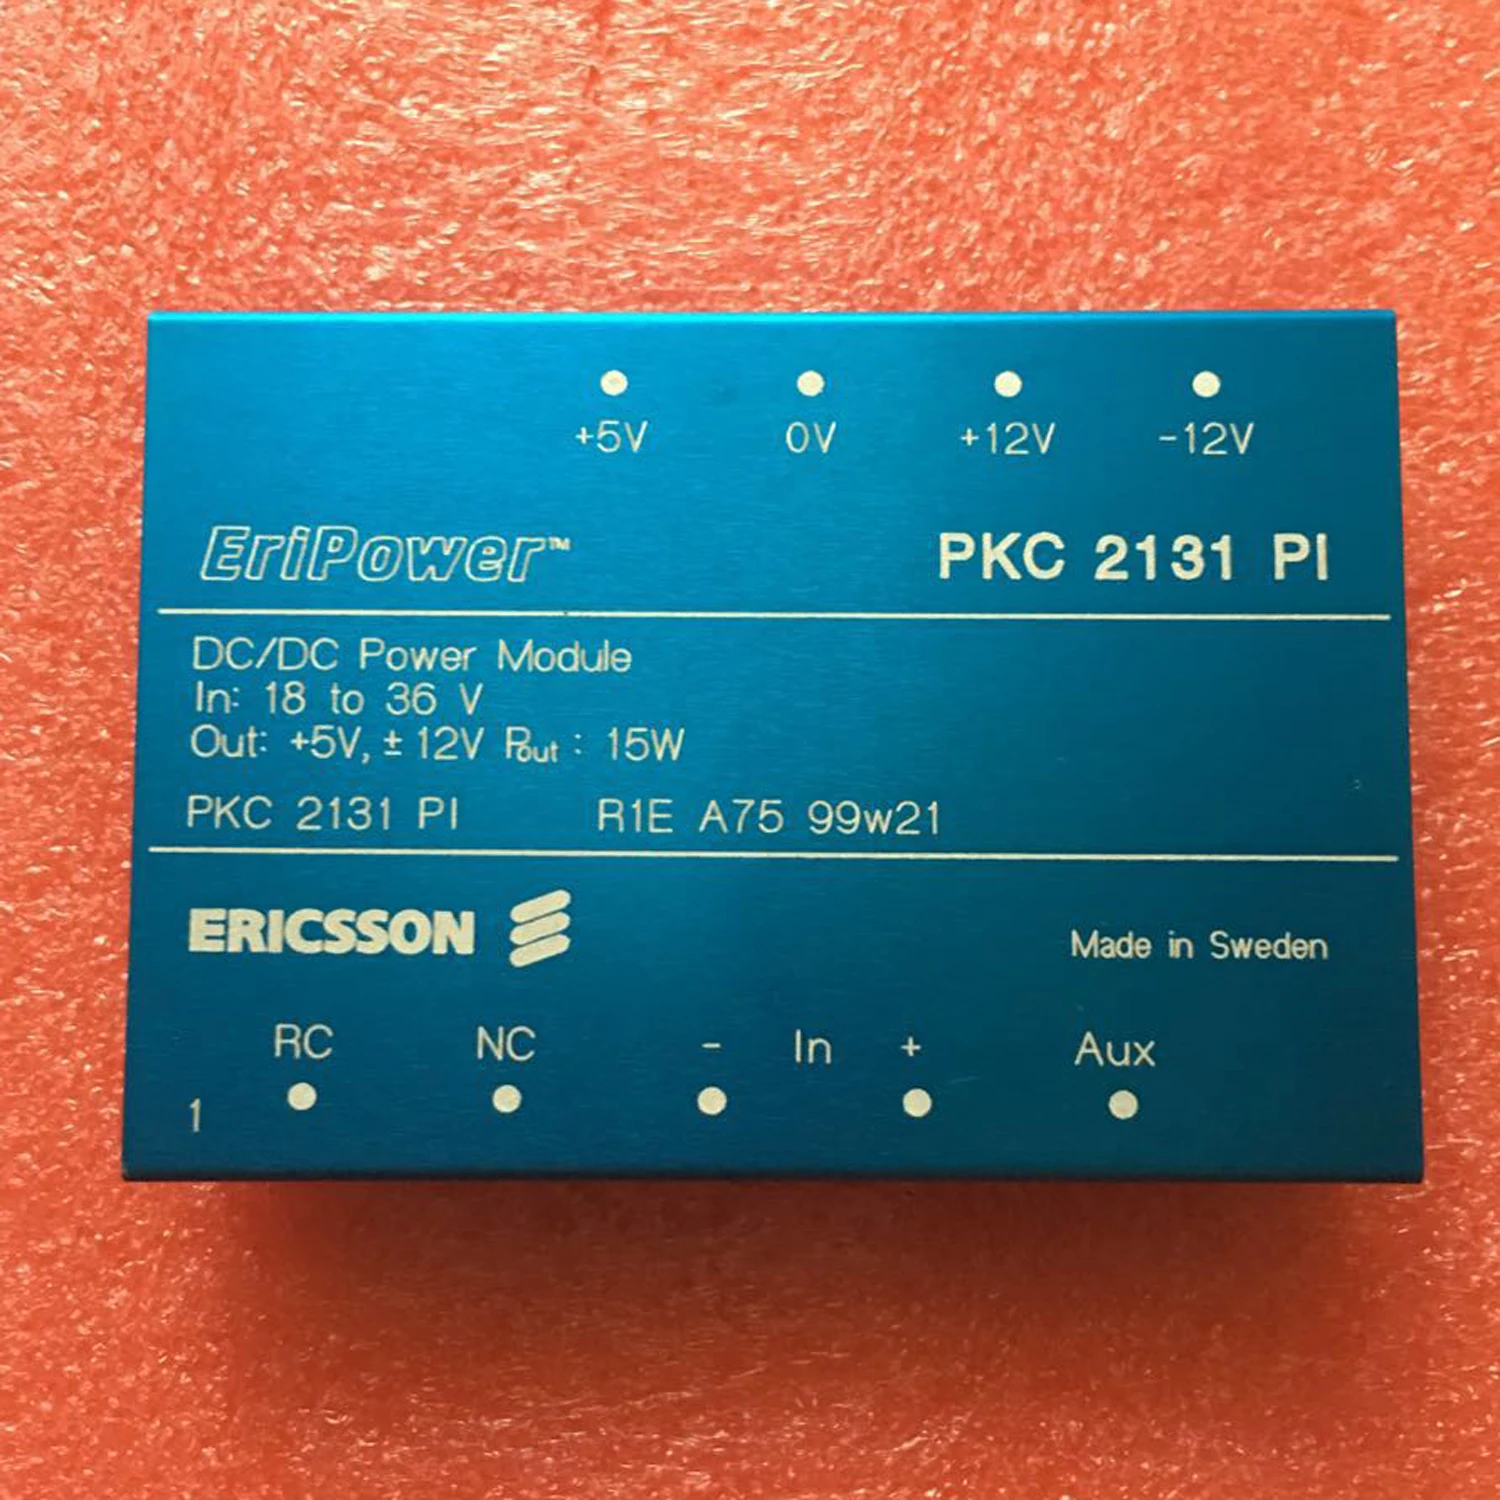 +5V 0V +12V -12V
EriPower™ PKC 2131 PI
DC/DC Power Module
In: 18 to 36 V
Out: +5V, ± 12V Pout : 15W
PKC 2131 PI R1E A75 99w21
ERICSSON Made in Sweden
RC NC - In + Aux
1